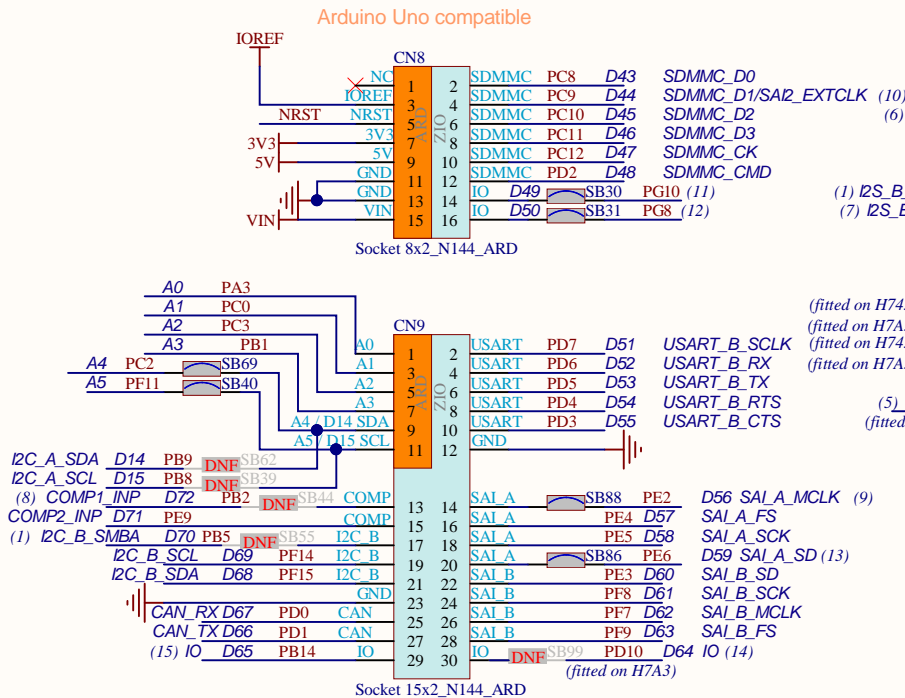 Arduino Uno compatible
IOREF
CN8
NC 1 2 SDMMC PC8 D43 SDMMC_D0
IOREF 3 4 SDMMC PC9 D44 SDMMC_D1/SAI2_EXTCLK (10)
NRST NRST 5 6 SDMMC PC10 D45 SDMMC_D2 (6)
3V3 3V3 7 8 SDMMC PC11 D46 SDMMC_D3
5V 5V 9 10 SDMMC PC12 D47 SDMMC_CK
GND 11 12 SDMMC PD2 D48 SDMMC_CMD
GND 13 14 IO D49 SB30 PG10 (11) (1) I2S_B_
VIN VIN 15 16 IO D50 SB31 PG8 (12) (7) I2S_B
ARD
ZIO
Socket 8x2_N144_ARD
A0 PA3
A1 PC0 (fitted on H74
A2 PC3 CN9 (fitted on H7A
A3 PB1 A0 1 2 USART PD7 D51 USART_B_SCLK (fitted on H74
A4 PC2 SB69 A1 3 4 USART PD6 D52 USART_B_RX (fitted on H7A
A5 PF11 SB40 A2 5 6 USART PD5 D53 USART_B_TX
A3 7 8 USART PD4 D54 USART_B_RTS (5)
A4 / D14 SDA 9 10 USART PD3 D55 USART_B_CTS (fitted
A5 / D15 SCL 11 12 GND
ARD
ZIO
I2C_A_SDA D14 PB9 DNF SB62
I2C_A_SCL D15 PB8 DNF SB39
(8) COMP1_INP D72 PB2 DNF SB44 COMP 13 14 SAI_A SB88 PE2 D56 SAI_A_MCLK (9)
COMP2_INP D71 PE9 COMP 15 16 SAI_A PE4 D57 SAI_A_FS
(1) I2C_B_SMBA D70 PB5 DNF SB55 I2C_B 17 18 SAI_A PE5 D58 SAI_A_SCK
I2C_B_SCL D69 PF14 I2C_B 19 20 SAI_A SB86 PE6 D59 SAI_A_SD (13)
I2C_B_SDA D68 PF15 I2C_B 21 22 SAI_B PE3 D60 SAI_B_SD
GND 23 24 SAI_B PF8 D61 SAI_B_SCK
CAN_RX D67 PD0 CAN 25 26 SAI_B PF7 D62 SAI_B_MCLK
CAN_TX D66 PD1 CAN 27 28 SAI_B PF9 D63 SAI_B_FS
(15) IO D65 PB14 IO 29 30 IO DNF SB99 PD10 D64 IO (14)
(fitted on H7A3)
Socket 15x2_N144_ARD